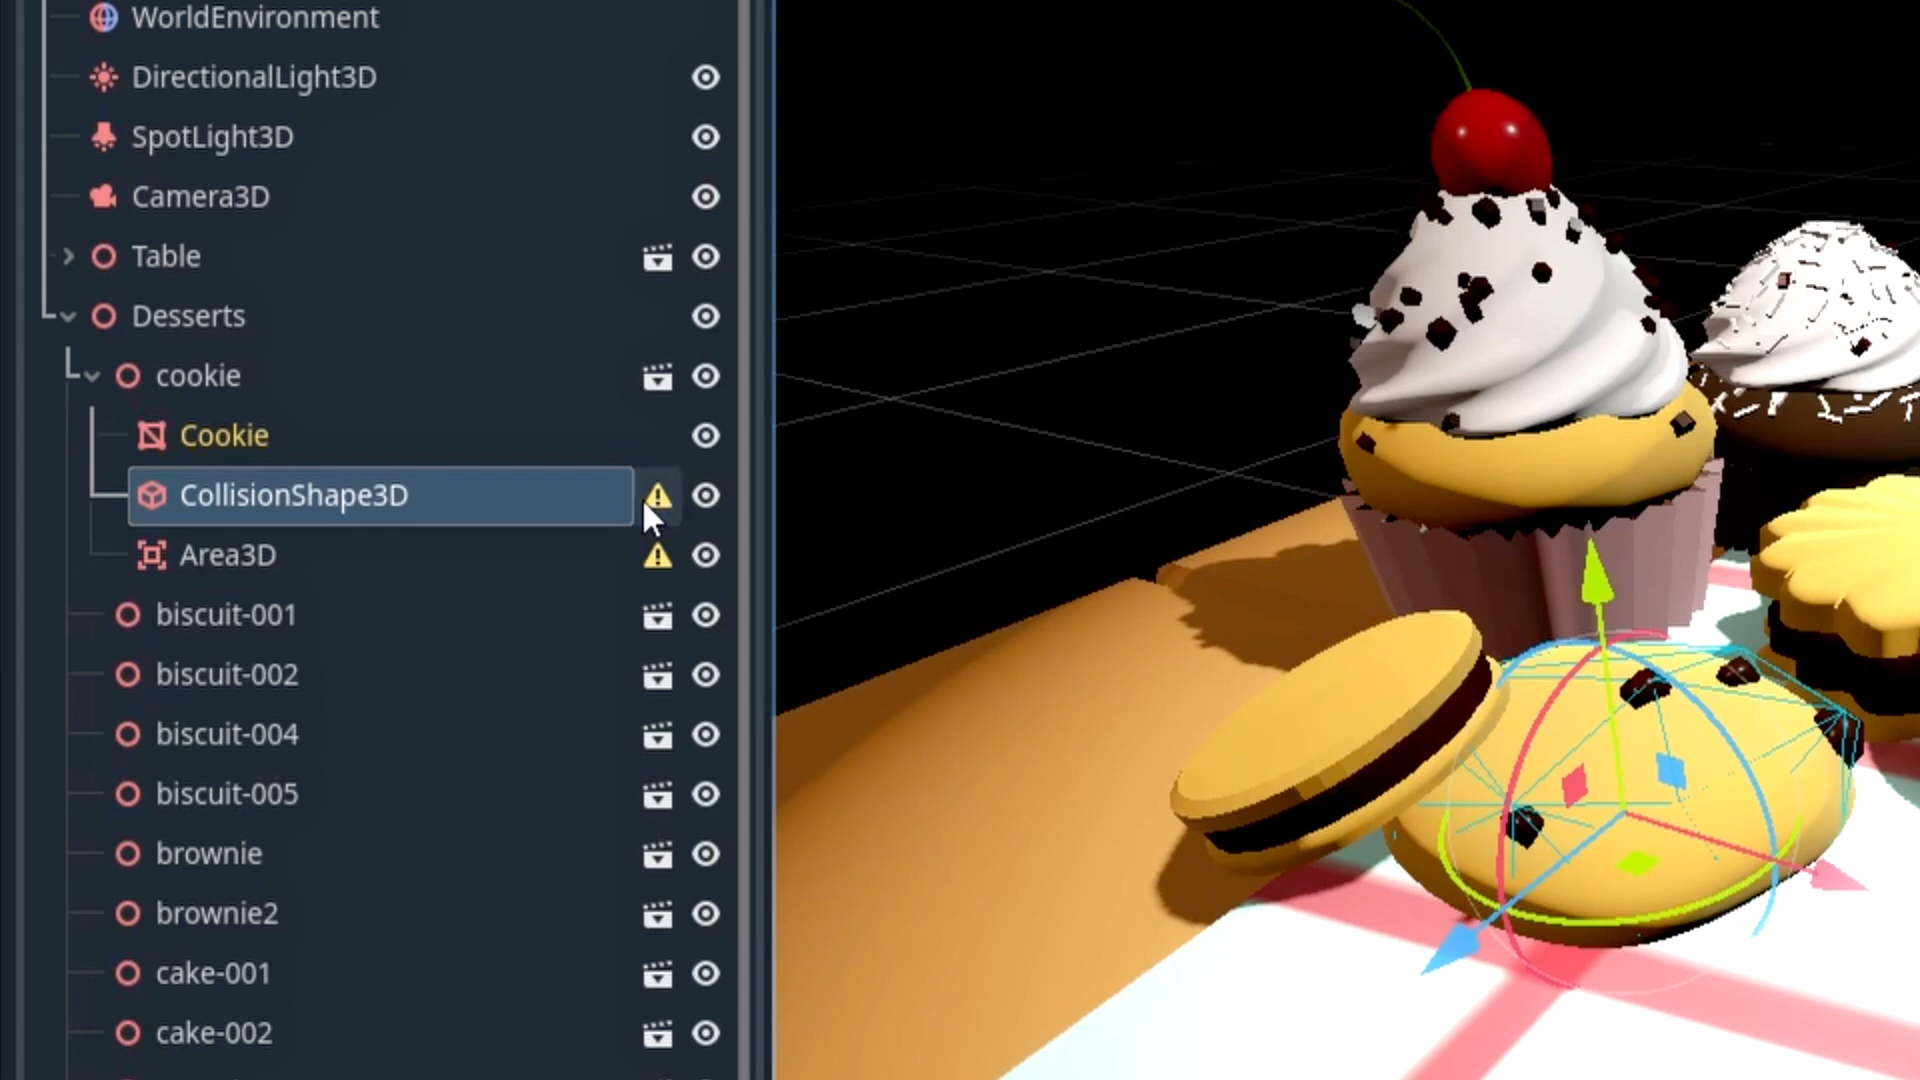 WorldEnvironment
DirectionalLight3D
SpotLight3D
Camera3D
Table
Desserts
cookie
Cookie
CollisionShape3D
Area3D
biscuit-001
biscuit-002
biscuit-004
biscuit-005
brownie
brownie2
cake-001
cake-002